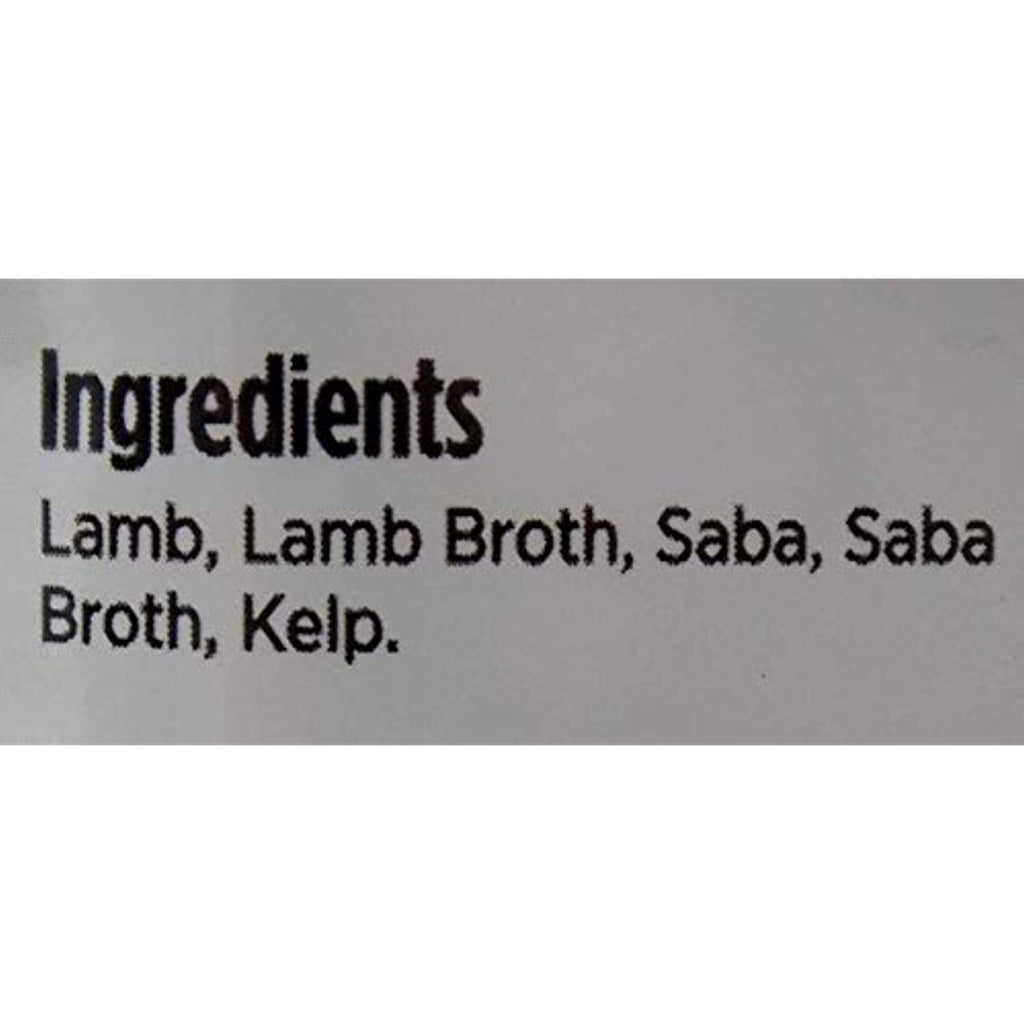 Ingredients
Lamb, Lamb Broth, Saba, Saba
Broth, Kelp.